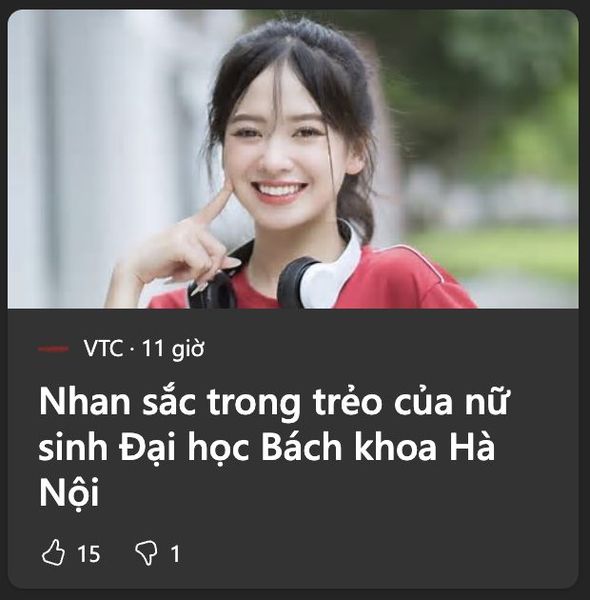 VTC · 11 giờ
Nhan sắc trong trẻo của nữ
sinh Đại học Bách khoa Hà
Nội
15 1